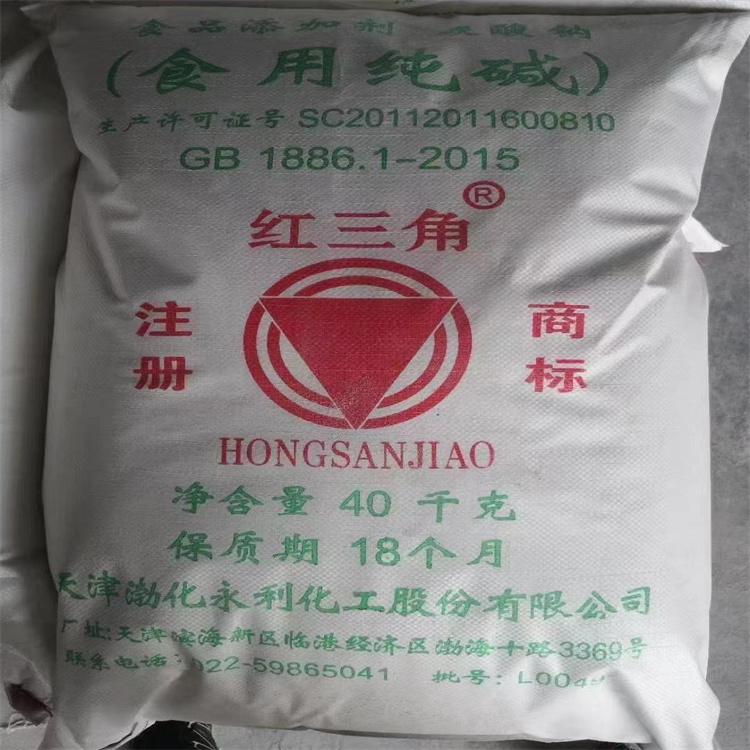 食品添加剂 碳酸钠
(食用纯碱)
生产许可证号 SC20112011600810
GB 1886.1-2015
红三角®
注册 商标
HONGSANJIAO
净含量 40 千克
保质期 18个月
天津渤化永利化工股份有限公司
厂址:天津滨海新区临港经济区渤海十路3369号
联系电话:022-59865041 批号: L004